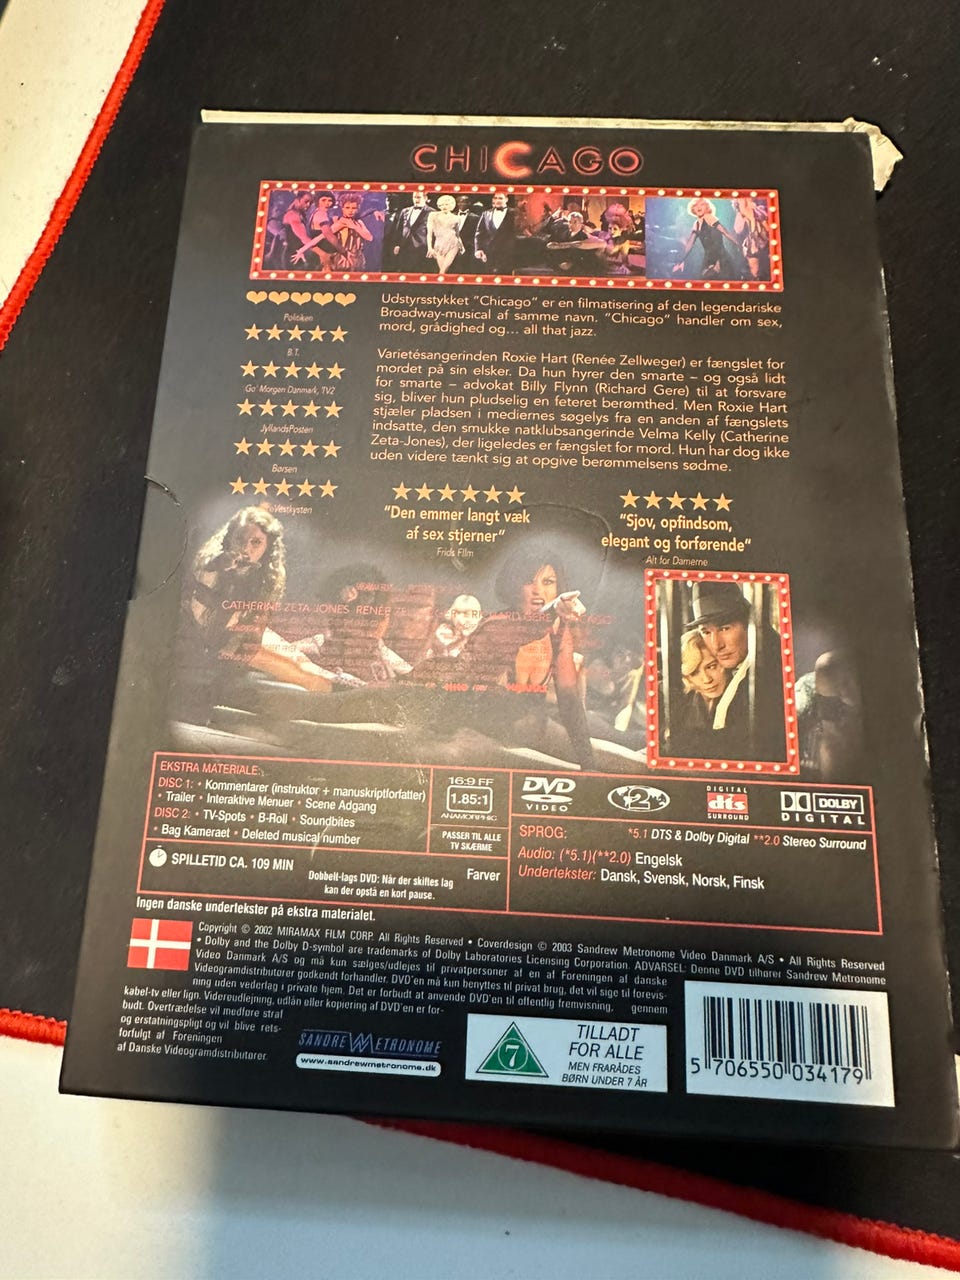 CHICAGO
Politiken
B.T.
Go' Morgen Danmark, TV2
JyllandsPosten
Børsen
Vestkysten
Udstyrsstykket "Chicago" er en filmatisering af den legendariske
Broadway-musical af samme navn. "Chicago" handler om sex,
mord, grådighed og... all that jazz.
Varietésangerinden Roxie Hart (Renée Zellweger) er fængslet for
mordet på sin elsker. Da hun hyrer den smarte – og også lidt
for smarte – advokat Billy Flynn (Richard Gere) til at forsvare
sig, bliver hun pludselig en feteret berømthed. Men Roxie Hart
stjæler pladsen i mediernes søgelys fra en anden af fængslets
indsatte, den smukke natklubsangerinde Velma Kelly (Catherine
Zeta-Jones), der ligeledes er fængslet for mord. Hun har dog ikke
uden videre tænkt sig at opgive berømmelsens sødme.
"Den emmer langt væk
af sex stjerner"
Frids Film
"Sjov, opfindsom,
elegant og forførende"
Alt for Damerne
CATHERINE ZETA-JONES RENÉE RICHARD GERE CHICAGO
EKSTRA MATERIALE:
DISC 1: • Kommentarer (instruktør + manuskriptforfatter)
• Trailer • Interaktive Menuer • Scene Adgang
DISC 2: • TV-Spots • B-Roll • Soundbites
• Bag Kameraet • Deleted musical number
SPILLETID CA. 109 MIN
Dobbelt-lags DVD: Når der skiftes lag
kan der opstå en kort pause.
16:9 FF
1.85:1
ANAMORPHIC
PASSER TIL ALLE
TV SKÆRME
Farver
DVD
VIDEO
2
DIGITAL
dts
SURROUND
DOLBY
DIGITAL
SPROG:
*5.1 DTS & Dolby Digital **2.0 Stereo Surround
Audio: (*5.1)(**2.0) Engelsk
Undertekster: Dansk, Svensk, Norsk, Finsk
Ingen danske undertekster på ekstra materialet.
Copyright © 2002 MIRAMAX FILM CORP. All Rights Reserved • Coverdesign © 2003 Sandrew Metronome Video Danmark A/S • All Rights Reserved
• Dolby and the Dolby D-symbol are trademarks of Dolby Laboratories Licensing Corporation. ADVARSEL: Denne DVD tilhører Sandrew Metronome
Video Danmark A/S og må kun sælges/udlejes til privatpersoner af en af Foreningen af danske
Videogramdistributører godkendt forhandler. DVD'en må kun benyttes til privat brug, det vil sige til forevis-
ning uden vederlag i private hjem. Det er forbudt at anvende DVD'en til offentlig fremvisning, gennem
kabel-tv eller lign. Videreudlejning, udlån eller kopiering af DVD'en er for-
budt. Overtrædelse vil medføre straf
og erstatningspligt og vil blive rets-
forfulgt af Foreningen
af Danske Videogramdistributører.
SANDREW METRONOME
www.sandrewmetronome.dk
7
TILLADT
FOR ALLE
MEN FRARÅDES
BØRN UNDER 7 ÅR
5 706550 034179